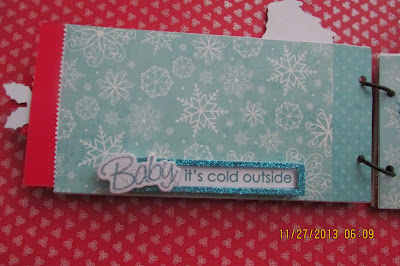 Baby it's cold outside
11/27/2013 06:09